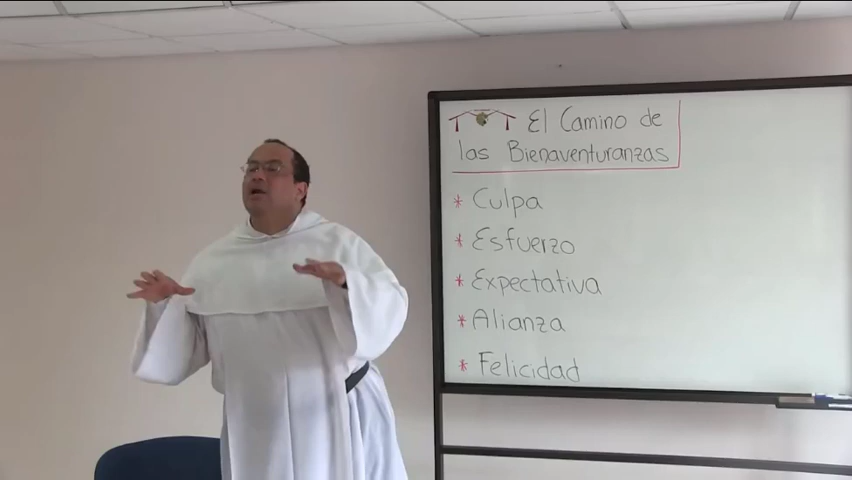 El Camino de
las Bienaventuranzas
* Culpa
* Esfuerzo
* Expectativa
* Alianza
* Felicidad